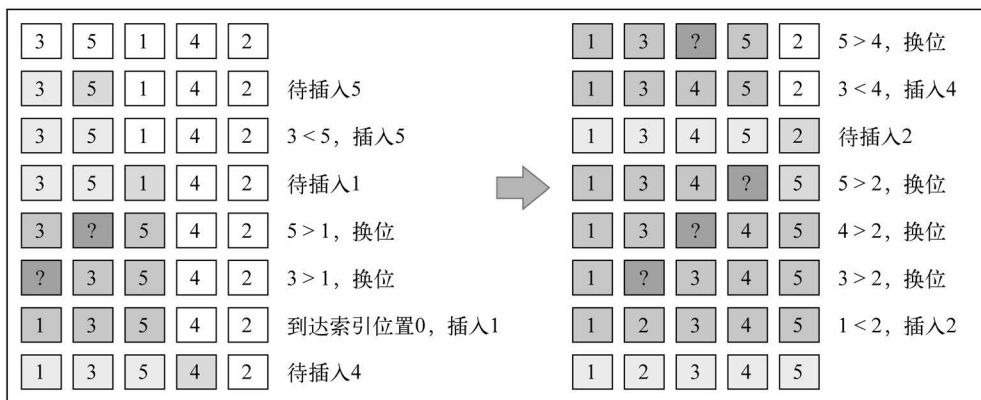 3 5 1 4 2
3 5 1 4 2 待插入5
3 5 1 4 2 3 < 5，插入5
3 5 1 4 2 待插入1
3 ? 5 4 2 5 > 1，换位
? 3 5 4 2 3 > 1，换位
1 3 5 4 2 到达索引位置0，插入1
1 3 5 4 2 待插入4
1 3 ? 5 2 5 > 4，换位
1 3 4 5 2 3 < 4，插入4
1 3 4 5 2 待插入2
1 3 4 ? 5 5 > 2，换位
1 3 ? 4 5 4 > 2，换位
1 ? 3 4 5 3 > 2，换位
1 2 3 4 5 1 < 2，插入2
1 2 3 4 5